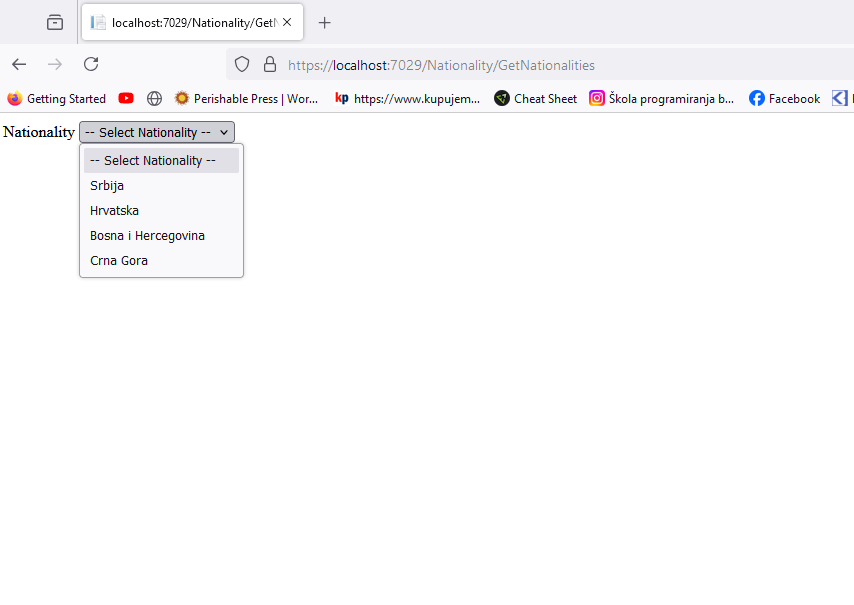 localhost:7029/Nationality/GetN
https://localhost:7029/Nationality/GetNationalities
Getting Started Perishable Press | Wor... kp https://www.kupujem... Cheat Sheet Škola programiranja b... Facebook
Nationality -- Select Nationality --
-- Select Nationality --
Srbija
Hrvatska
Bosna i Hercegovina
Crna Gora